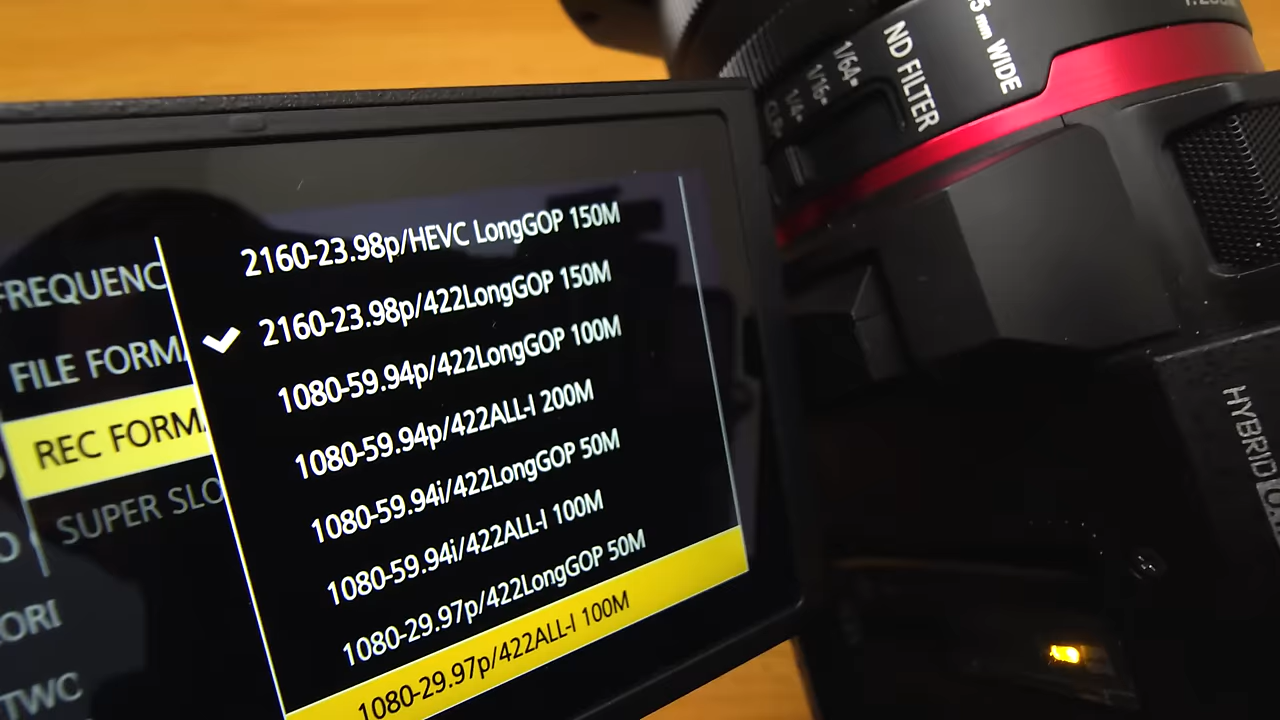 2160-23.98p/HEVC LongGOP 150M
2160-23.98p/422LongGOP 150M
1080-59.94p/422LongGOP 100M
1080-59.94p/422ALL-I 200M
1080-59.94i/422LongGOP 50M
1080-59.94i/422ALL-I 100M
1080-29.97p/422LongGOP 50M
1080-29.97p/422ALL-I 100M
FREQUENC
FILE FORMA
REC FORMA
SUPER SLO
O
ORI
TWC
ND FILTER
1/64
1/16
1/4
mm WIDE
HYBRID